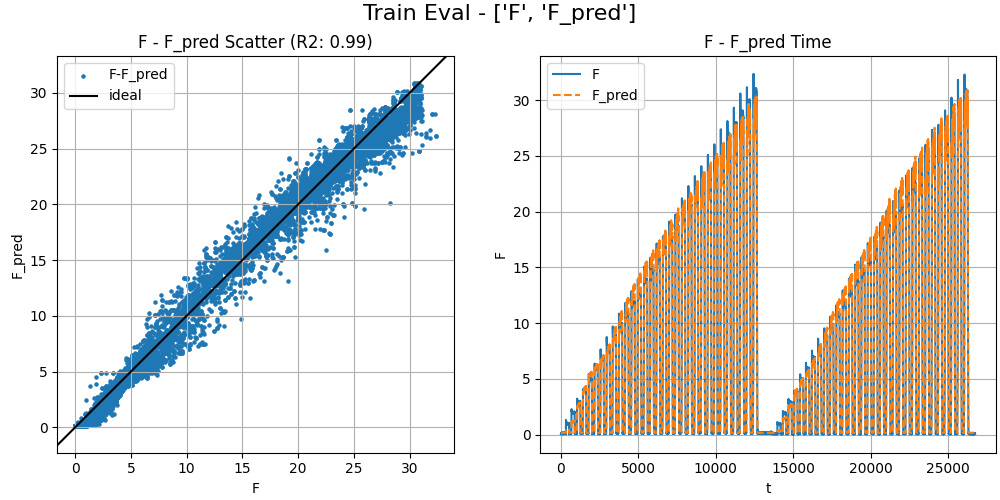 Train Eval - ['F', 'F_pred']
F - F_pred Scatter (R2: 0.99)
F-F_pred
ideal
30
25
20
15
10
5
0
F_pred
0 5 10 15 20 25 30
F
F - F_pred Time
F
F_pred
30
25
20
15
10
5
0
F
0 5000 10000 15000 20000 25000
t